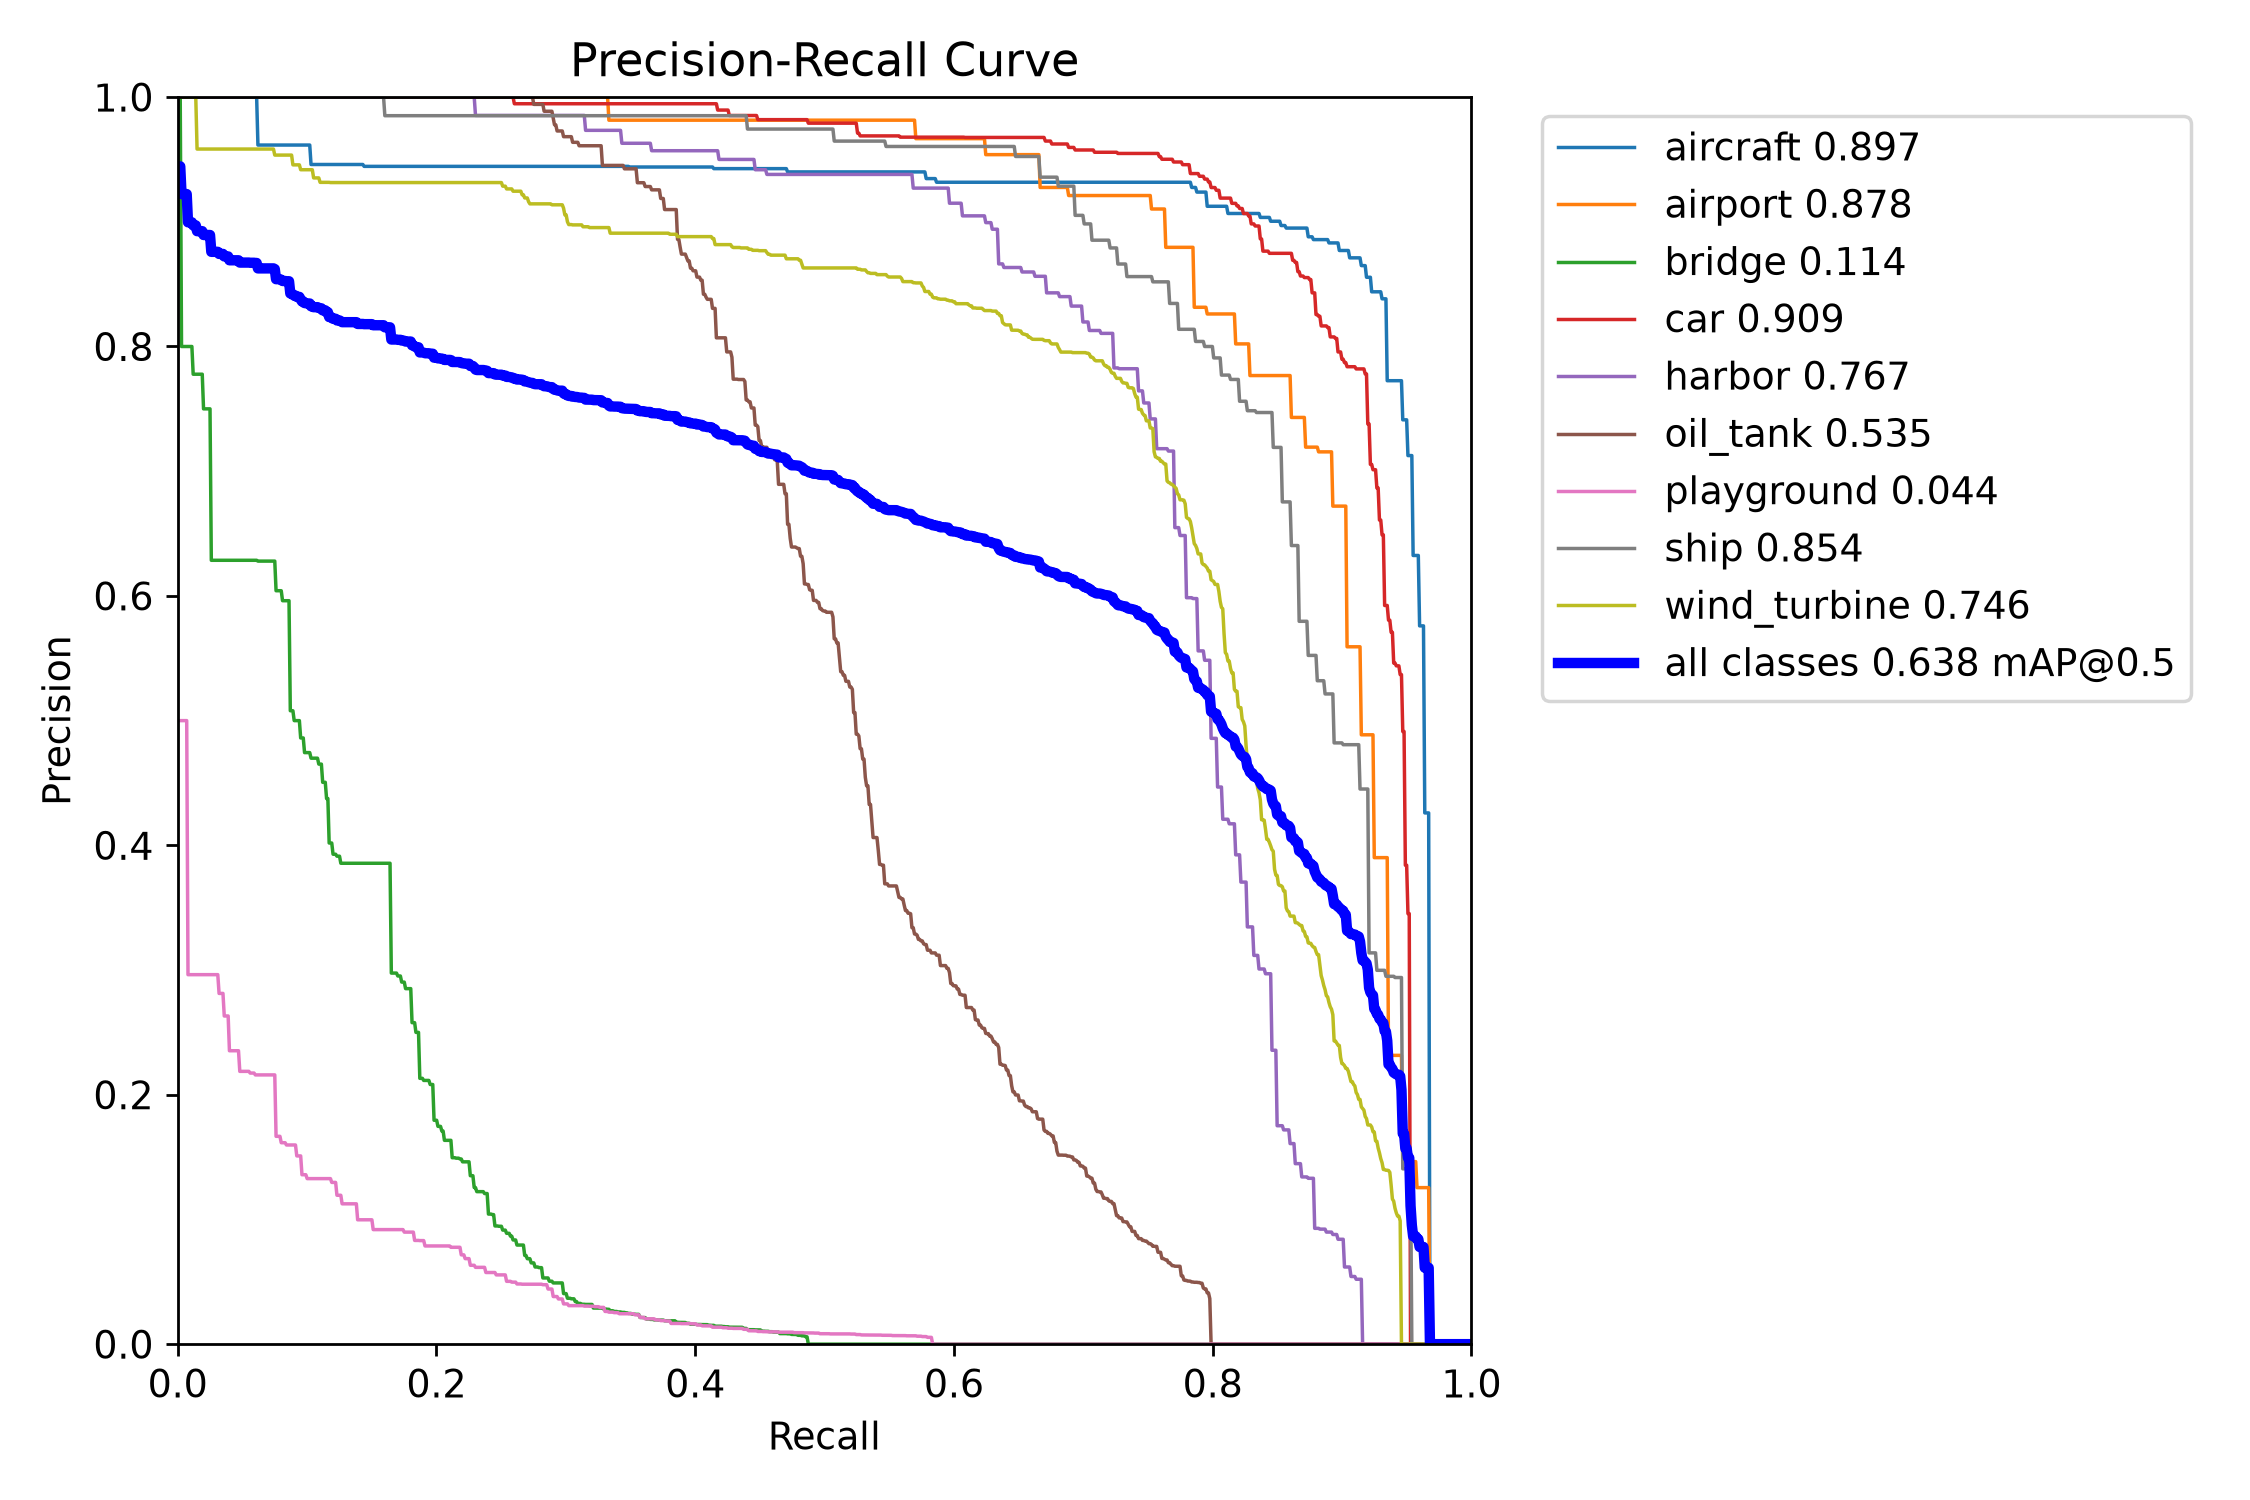 Precision-Recall Curve
1.0
0.8
0.6
0.4
0.2
0.0
Precision
0.0 0.2 0.4 0.6 0.8 1.0
Recall
aircraft 0.897
airport 0.878
bridge 0.114
car 0.909
harbor 0.767
oil_tank 0.535
playground 0.044
ship 0.854
wind_turbine 0.746
all classes 0.638 mAP@0.5